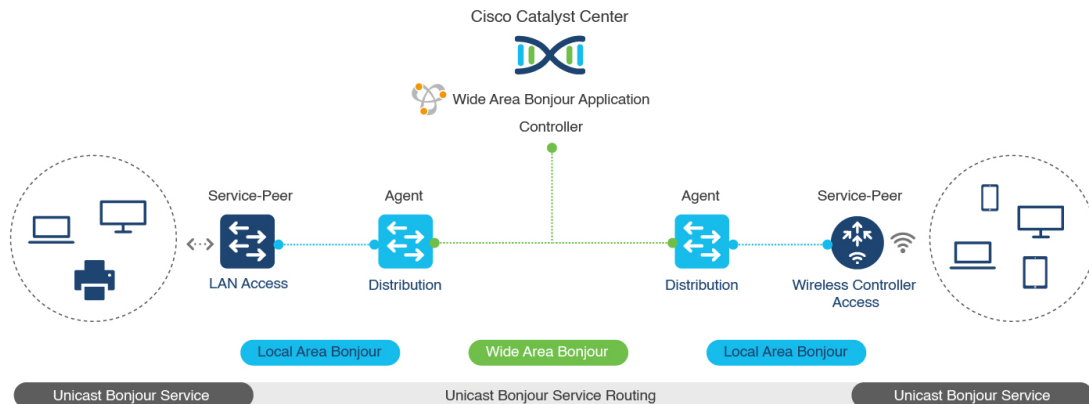 Cisco Catalyst Center
Wide Area Bonjour Application
Controller
Service-Peer
Agent
Agent
Service-Peer
LAN Access
Distribution
Distribution
Wireless Controller
Access
Local Area Bonjour
Wide Area Bonjour
Local Area Bonjour
Unicast Bonjour Service
Unicast Bonjour Service Routing
Unicast Bonjour Service